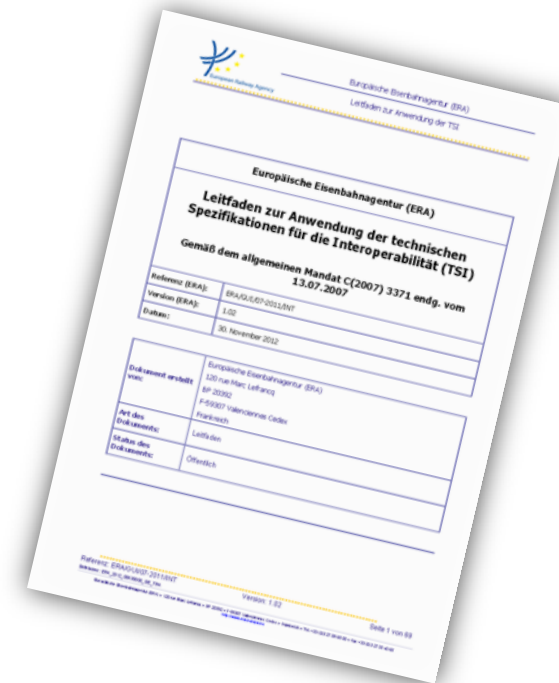 European Railway Agency
Europäische Eisenbahnagentur (ERA)
Leitfaden zur Anwendung der TSI
Europäische Eisenbahnagentur (ERA)
Leitfaden zur Anwendung der technischen
Spezifikationen für die Interoperabilität (TSI)
Gemäß dem allgemeinen Mandat C(2007) 3371 endg. vom
13.07.2007
Referenz (ERA): ERA/GUI/07-2011/INT
Version (ERA): 1.02
Datum: 30. November 2012
Dokument erstellt von: Europäische Eisenbahnagentur (ERA)
120 rue Marc Lefrancq
BP 20392
F-59307 Valenciennes Cedex
Frankreich
Art des Dokuments: Leitfaden
Status des Dokuments: Öffentlich
Referenz: ERA/GUI/07-2011/INT Version: 1.02 Seite 1 von 69